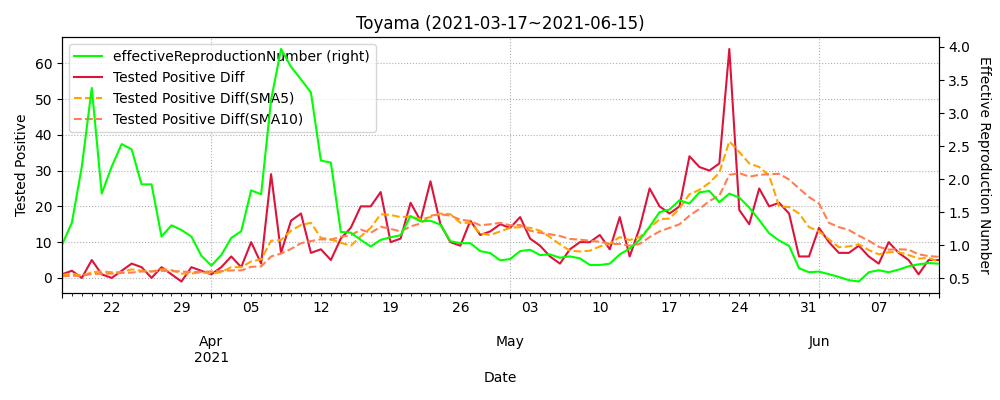 Toyama (2021-03-17~2021-06-15)
effectiveReproductionNumber (right)
Tested Positive Diff
Tested Positive Diff(SMA5)
Tested Positive Diff(SMA10)
Tested Positive
60
50
40
30
20
10
0
4.0
3.5
3.0
2.5
2.0
1.5
1.0
0.5
Effective Reproduction Number
22 29 05 12 19 26 03 10 17 24 31 07
Apr May Jun
2021
Date